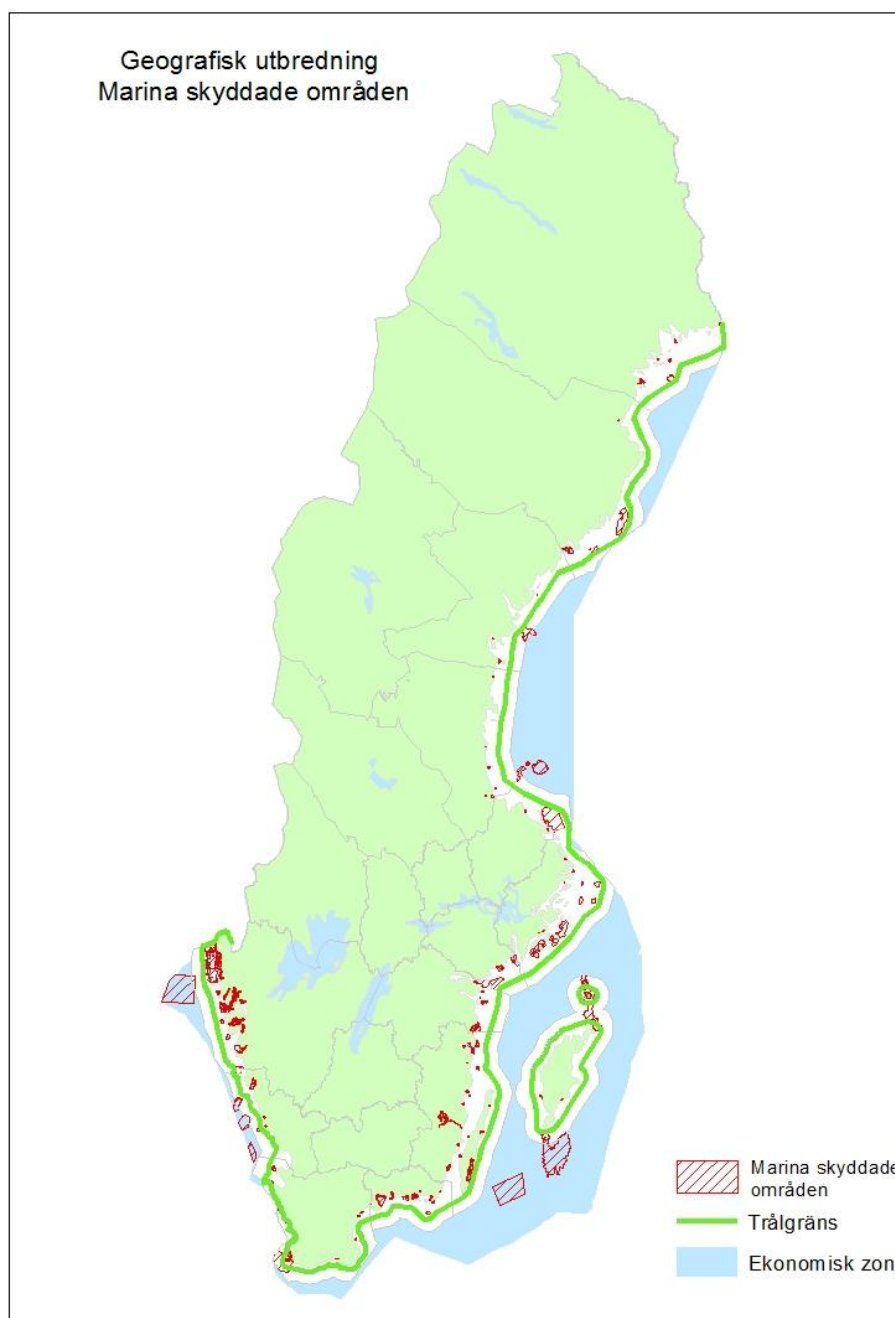 Geografisk utbredning
Marina skyddade områden
Marina skyddade
områden
Trålgräns
Ekonomisk zon